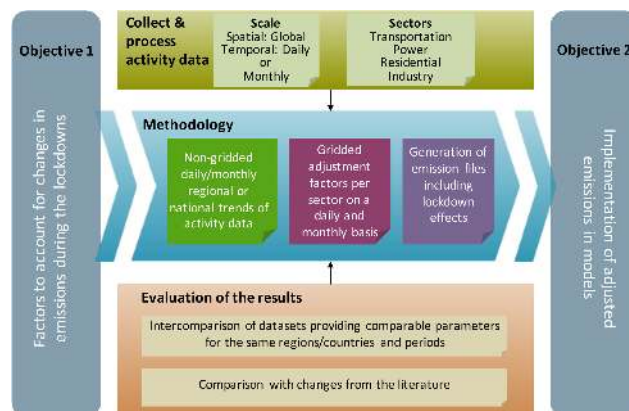 Objective 1
Factors to account for changes in
emissions during the lockdowns
Collect &
process
activity data
Scale
Spatial: Global
Temporal: Daily
or
Monthly
Sectors
Transportation
Power
Residential
Industry
Methodology
Non-gridded
daily/monthly
regional or
national trends of
activity data
Gridded
adjustment
factors per
sector on a
daily and
monthly basis
Generation of
emission files
including
lockdown
effects
Evaluation of the results
Intercomparison of datasets providing comparable parameters
for the same regions/countries and periods
Comparison with changes from the literature
Objective 2
Implementation of adjusted
emissions in models